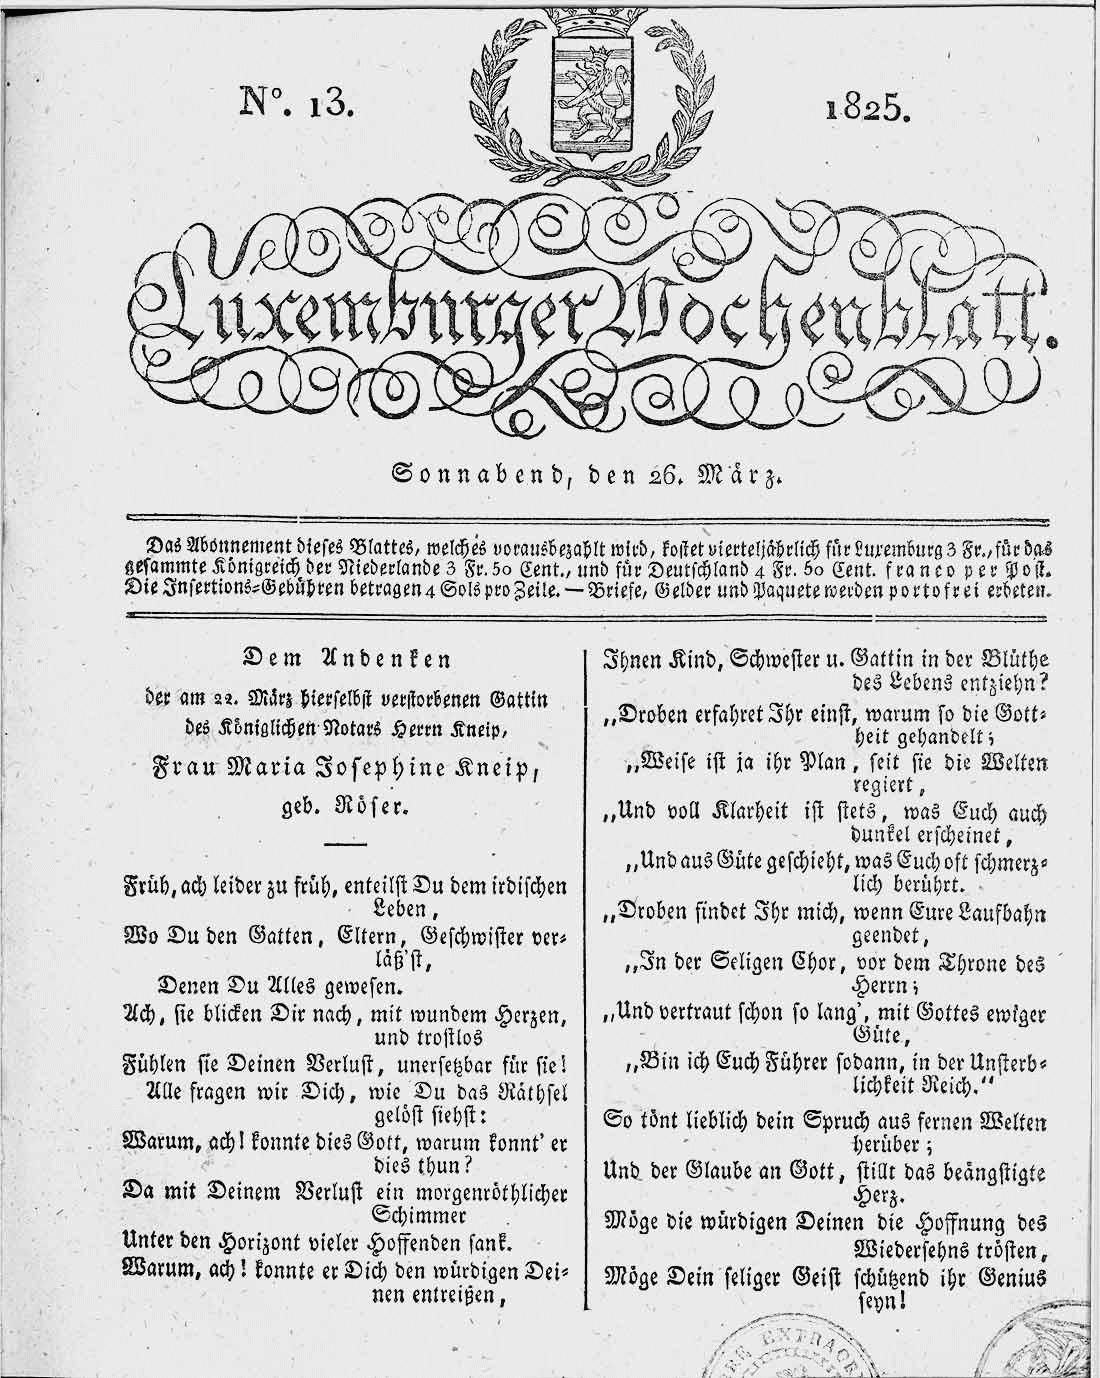 Nº. 13.
1825.
Luxemburger Wochenblatt.
Sonnabend, den 26. März.
Das Abonnement dieses Blattes, welches vorausbezahlt wird, kostet vierteljährlich für Luxemburg 3 Fr., für das
gesammte Königreich der Niederlande 3 Fr. 50 Cent., und für Deutschland 4 Fr. 50 Cent. franco per Post.
Die Insertions-Gebühren betragen 4 Sols pro Zeile. — Briefe, Gelder und Paquete werden portofrei erbeten.
Dem Andenken
der am 22. März hierselbst verstorbenen Gattin
des Königlichen Notars Herrn Kneip,
Frau Maria Josephine Kneip,
geb. Röser.
Früh, ach leider zu früh, enteilst Du dem irdischen
Leben,
Wo Du den Gatten, Eltern, Geschwister ver-
läß'st,
Denen Du Alles gewesen.
Ach, sie blicken Dir nach, mit wundem Herzen,
und trostlos
Fühlen sie Deinen Verlust, unersetzbar für sie!
Alle fragen wir Dich, wie Du das Räthsel
gelöst siehst:
Warum, ach! konnte dies Gott, warum konnt' er
dies thun?
Da mit Deinem Verlust ein morgenröthlicher
Schimmer
Unter den Horizont vieler Hoffenden sank.
Warum, ach! konnte er Dich den würdigen Dei-
nen entreißen,
Ihnen Kind, Schwester u. Gattin in der Blüthe
des Lebens entziehn?
„Droben erfahret Ihr einst, warum so die Gott-
heit gehandelt;
„Weise ist ja ihr Plan, seit sie die Welten
regiert,
„Und voll Klarheit ist stets, was Euch auch
dunkel erscheinet,
„Und aus Güte geschieht, was Euch oft schmerz-
lich berührt.
„Droben findet Ihr mich, wenn Eure Laufbahn
geendet,
„In der Seligen Chor, vor dem Throne des
Herrn;
„Und vertraut schon so lang', mit Gottes ewiger
Güte,
„Bin ich Euch Führer sodann, in der Unsterb-
lichkeit Reich.“
So tönt lieblich dein Spruch aus fernen Welten
herüber;
Und der Glaube an Gott, stillt das beängstigte
Herz.
Möge die würdigen Deinen die Hoffnung des
Wiedersehns trösten,
Möge Dein seliger Geist schützend ihr Genius
seyn!